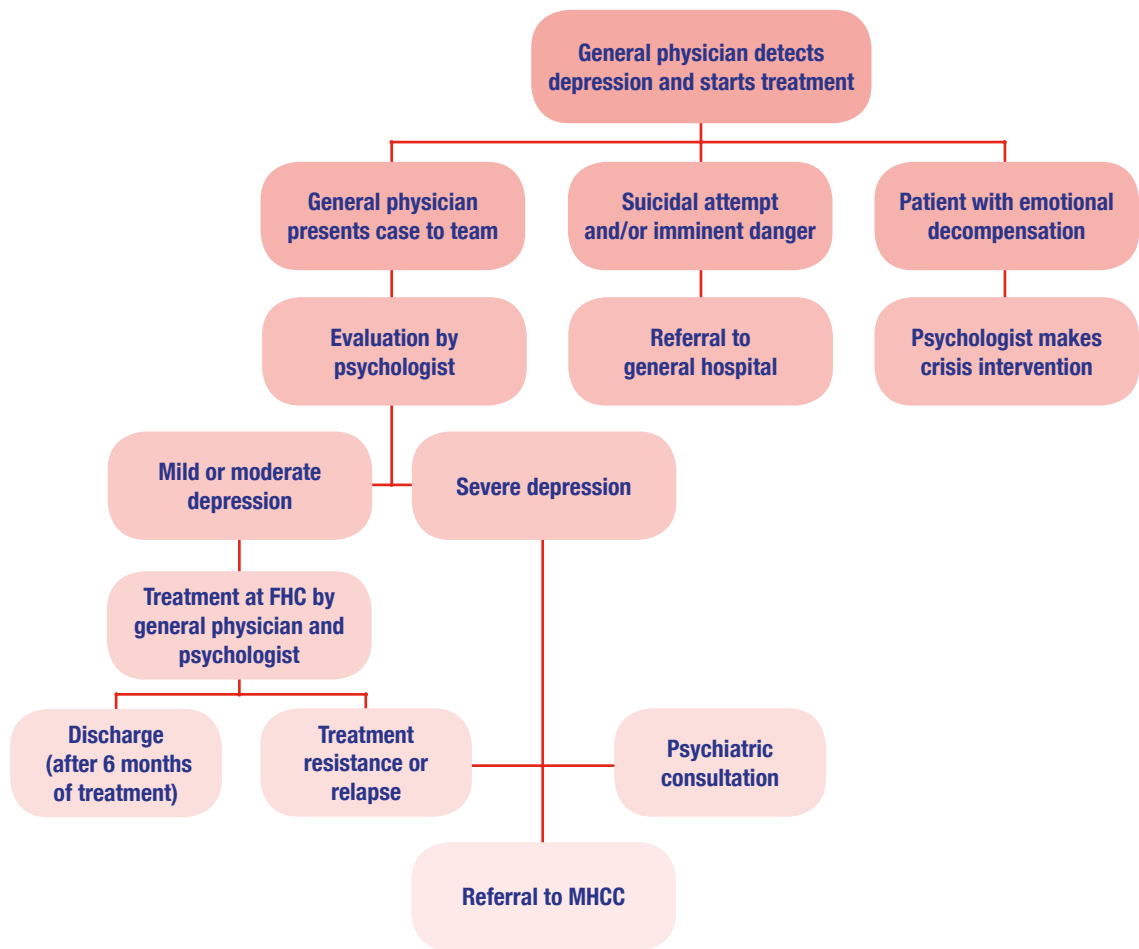 General physician detects
depression and starts treatment
General physician
presents case to team
Suicidal attempt
and/or imminent danger
Patient with emotional
decompensation
Evaluation by
psychologist
Referral to
general hospital
Psychologist makes
crisis intervention
Mild or moderate
depression
Severe depression
Treatment at FHC by
general physician and
psychologist
Discharge
(after 6 months
of treatment)
Treatment
resistance or
relapse
Psychiatric
consultation
Referral to MHCC